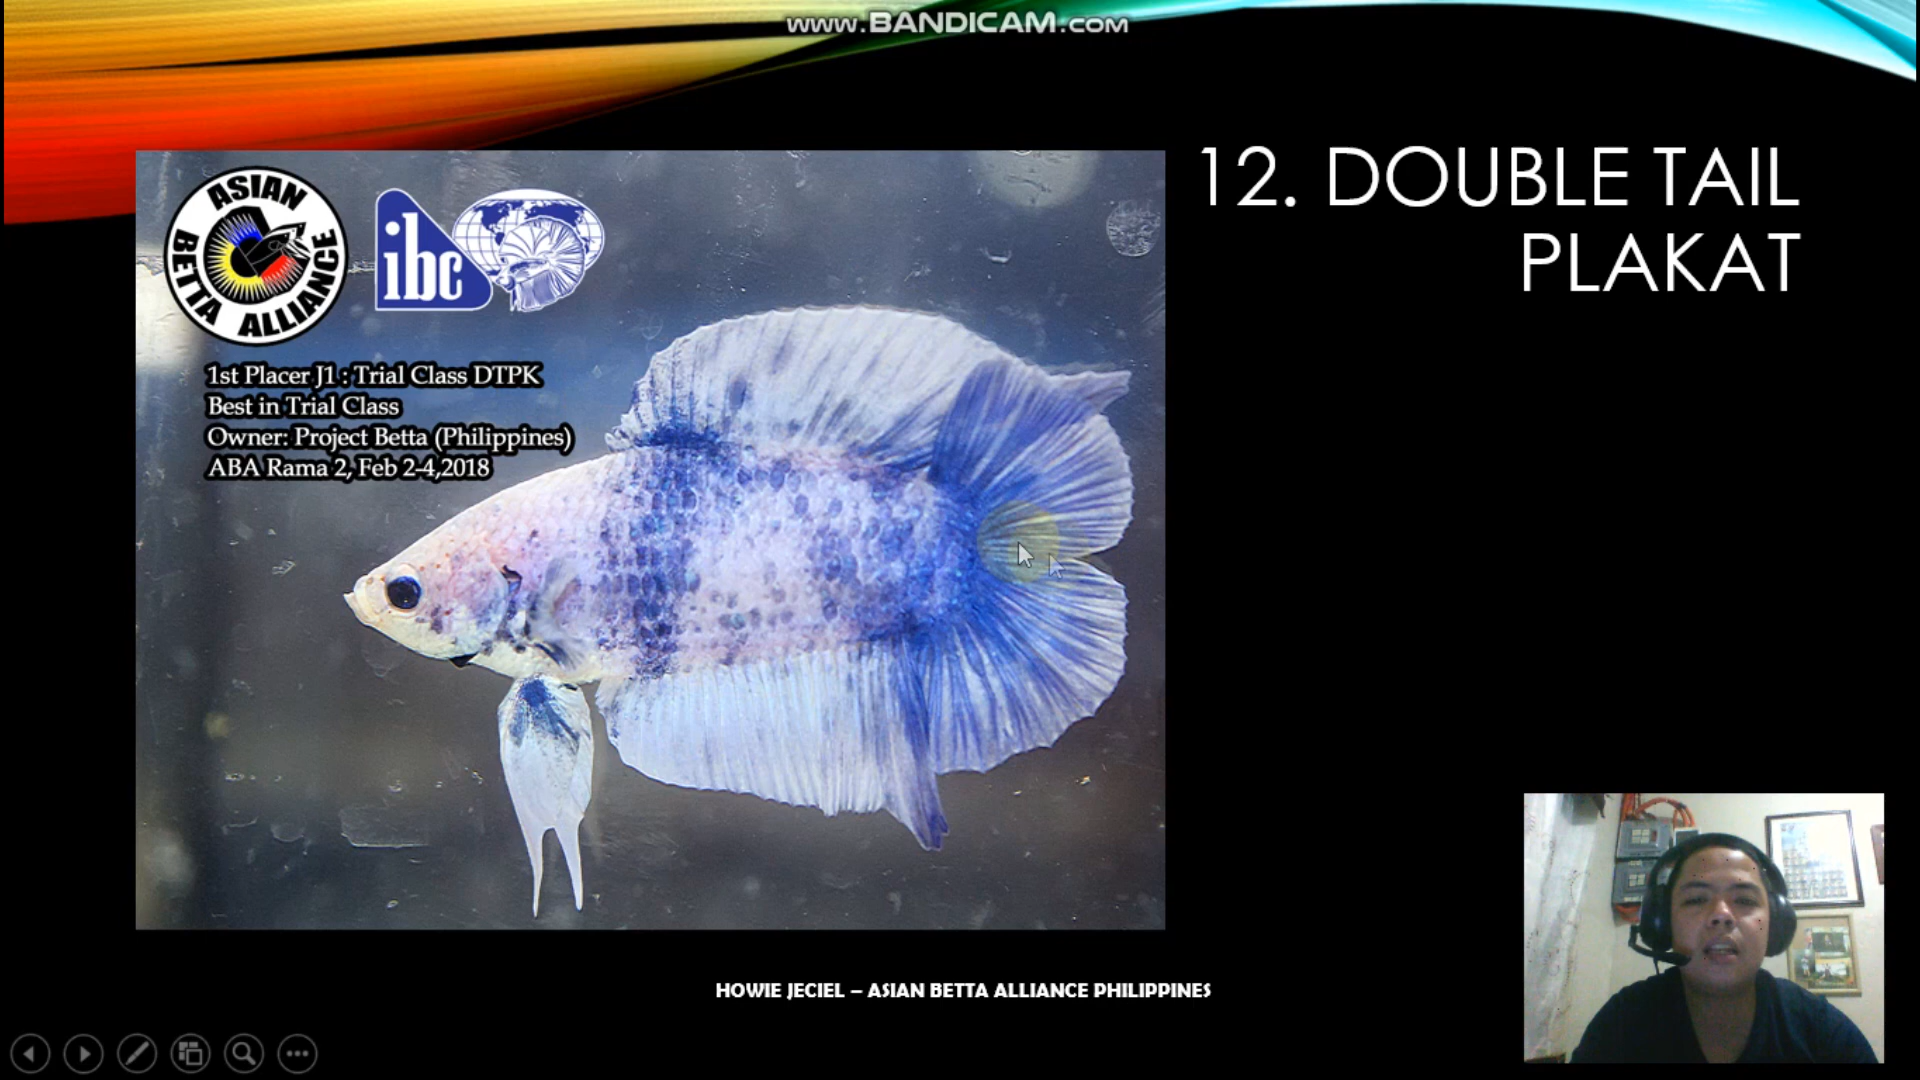 www.BANDICAM.com
12. DOUBLE TAIL
PLAKAT
ASIAN
BETTA ALLIANCE
ibc
1st Placer J1 : Trial Class DTPK
Best in Trial Class
Owner: Project Betta (Philippines)
ABA Rama 2, Feb 2-4,2018
HOWIE JECIEL – ASIAN BETTA ALLIANCE PHILIPPINES